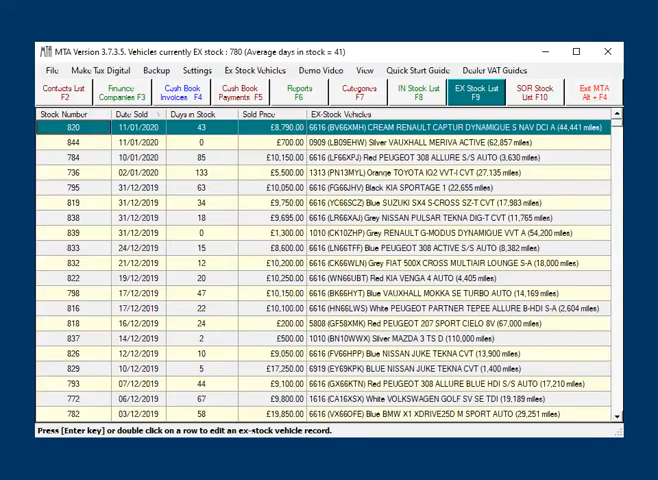 MTA Version 3.7.3.5. Vehicles currently EX stock : 780 (Average days in stock = 41)
File Make Tax Digital Backup Settings Ex Stock Vehicles Demo Video View Quick Start Guide Dealer VAT Guides
Contacts List F2 Finance Companies F3 Cash Book Invoices F4 Cash Book Payments F5 Reports F6 Categories F7 IN Stock List F8 EX Stock List F9 SOR Stock List F10 Exit MTA Alt + F4
Stock Number Date Sold Days in Stock Sold Price EX-Stock Vehicles
820 11/01/2020 43 £8,790.00 6616 (BV66XMH) CREAM RENAULT CAPTUR DYNAMIQUE S NAV DCI A (44,441 miles)
844 11/01/2020 0 £700.00 0909 (LB09EHW) Silver VAUXHALL MERIVA ACTIVE (62,857 miles)
784 10/01/2020 85 £10,150.00 6616 (LF66XPJ) Red PEUGEOT 308 ALLURE S/S AUTO (3,630 miles)
736 02/01/2020 133 £5,500.00 1313 (PN13MYL) Orange TOYOTA IQ2 VVT-I CVT (27,135 miles)
795 31/12/2019 63 £10,050.00 6616 (FG66JHV) Black KIA SPORTAGE 1 (22,655 miles)
819 31/12/2019 34 £9,750.00 6616 (YC66SCZ) Blue SUZUKI SX4 S-CROSS SZ-T CVT (17,983 miles)
838 31/12/2019 18 £9,695.00 6616 (LR66XAJ) Grey NISSAN PULSAR TEKNA DIG-T CVT (11,765 miles)
839 31/12/2019 0 £1,300.00 1010 (CK10ZHP) Grey RENAULT G-MODUS DYNAMIQUE VVT A (54,200 miles)
833 24/12/2019 15 £8,600.00 6616 (LN66TFF) Blue PEUGEOT 308 ACTIVE S/S AUTO (8,382 miles)
832 21/12/2019 12 £10,200.00 6616 (CK66WLN) Grey FIAT 500X CROSS MULTIAIR LOUNGE S-A (18,000 miles)
822 19/12/2019 20 £10,250.00 6616 (WN66UBT) Red KIA VENGA 4 AUTO (4,405 miles)
798 17/12/2019 47 £10,150.00 6616 (BK66HYT) Blue VAUXHALL MOKKA SE TURBO AUTO (14,169 miles)
816 17/12/2019 22 £10,100.00 6616 (HN66LWS) White PEUGEOT PARTNER TEPEE ALLURE B-HDI S-A (2,604 miles)
818 16/12/2019 24 £200.00 5808 (GF58XMK) Red PEUGEOT 207 SPORT CIELO 8V (67,000 miles)
837 14/12/2019 2 £500.00 1010 (BN10WWX) Silver MAZDA 3 TS D (110,000 miles)
826 12/12/2019 10 £9,050.00 6616 (FV66HPP) Blue NISSAN JUKE TEKNA CVT (13,900 miles)
829 10/12/2019 5 £17,250.00 6919 (EY69KPK) Blue NISSAN JUKE TEKNA CVT (1,400 miles)
793 07/12/2019 44 £9,100.00 6616 (GX66KTN) Red PEUGEOT 308 ALLURE BLUE HDI S/S AUTO (17,210 miles)
772 06/12/2019 67 £9,800.00 1616 (CA16XSX) White VOLKSWAGEN GOLF SV SE TDI (19,189 miles)
782 03/12/2019 58 £19,850.00 6616 (VX66OFE) Blue BMW X1 XDRIVE25D M SPORT AUTO (29,251 miles)
Press [Enter key] or double click on a row to edit an ex-stock vehicle record.